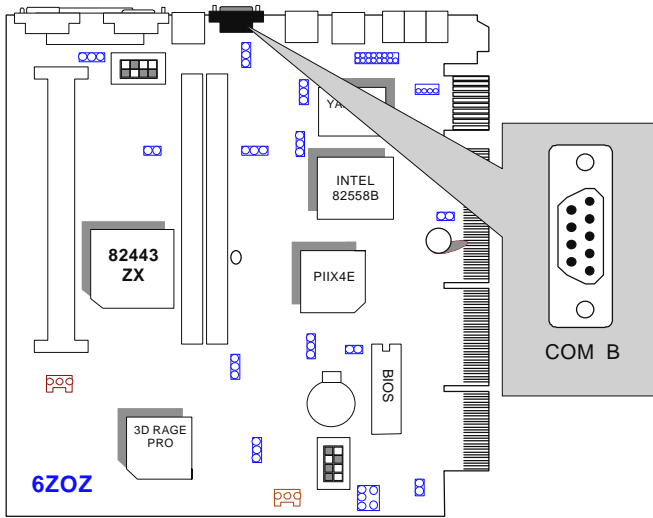 YA
INTEL
82558B
82443
ZX
PIIX4E
COM B
BIOS
3D RAGE
PRO
6ZOZ